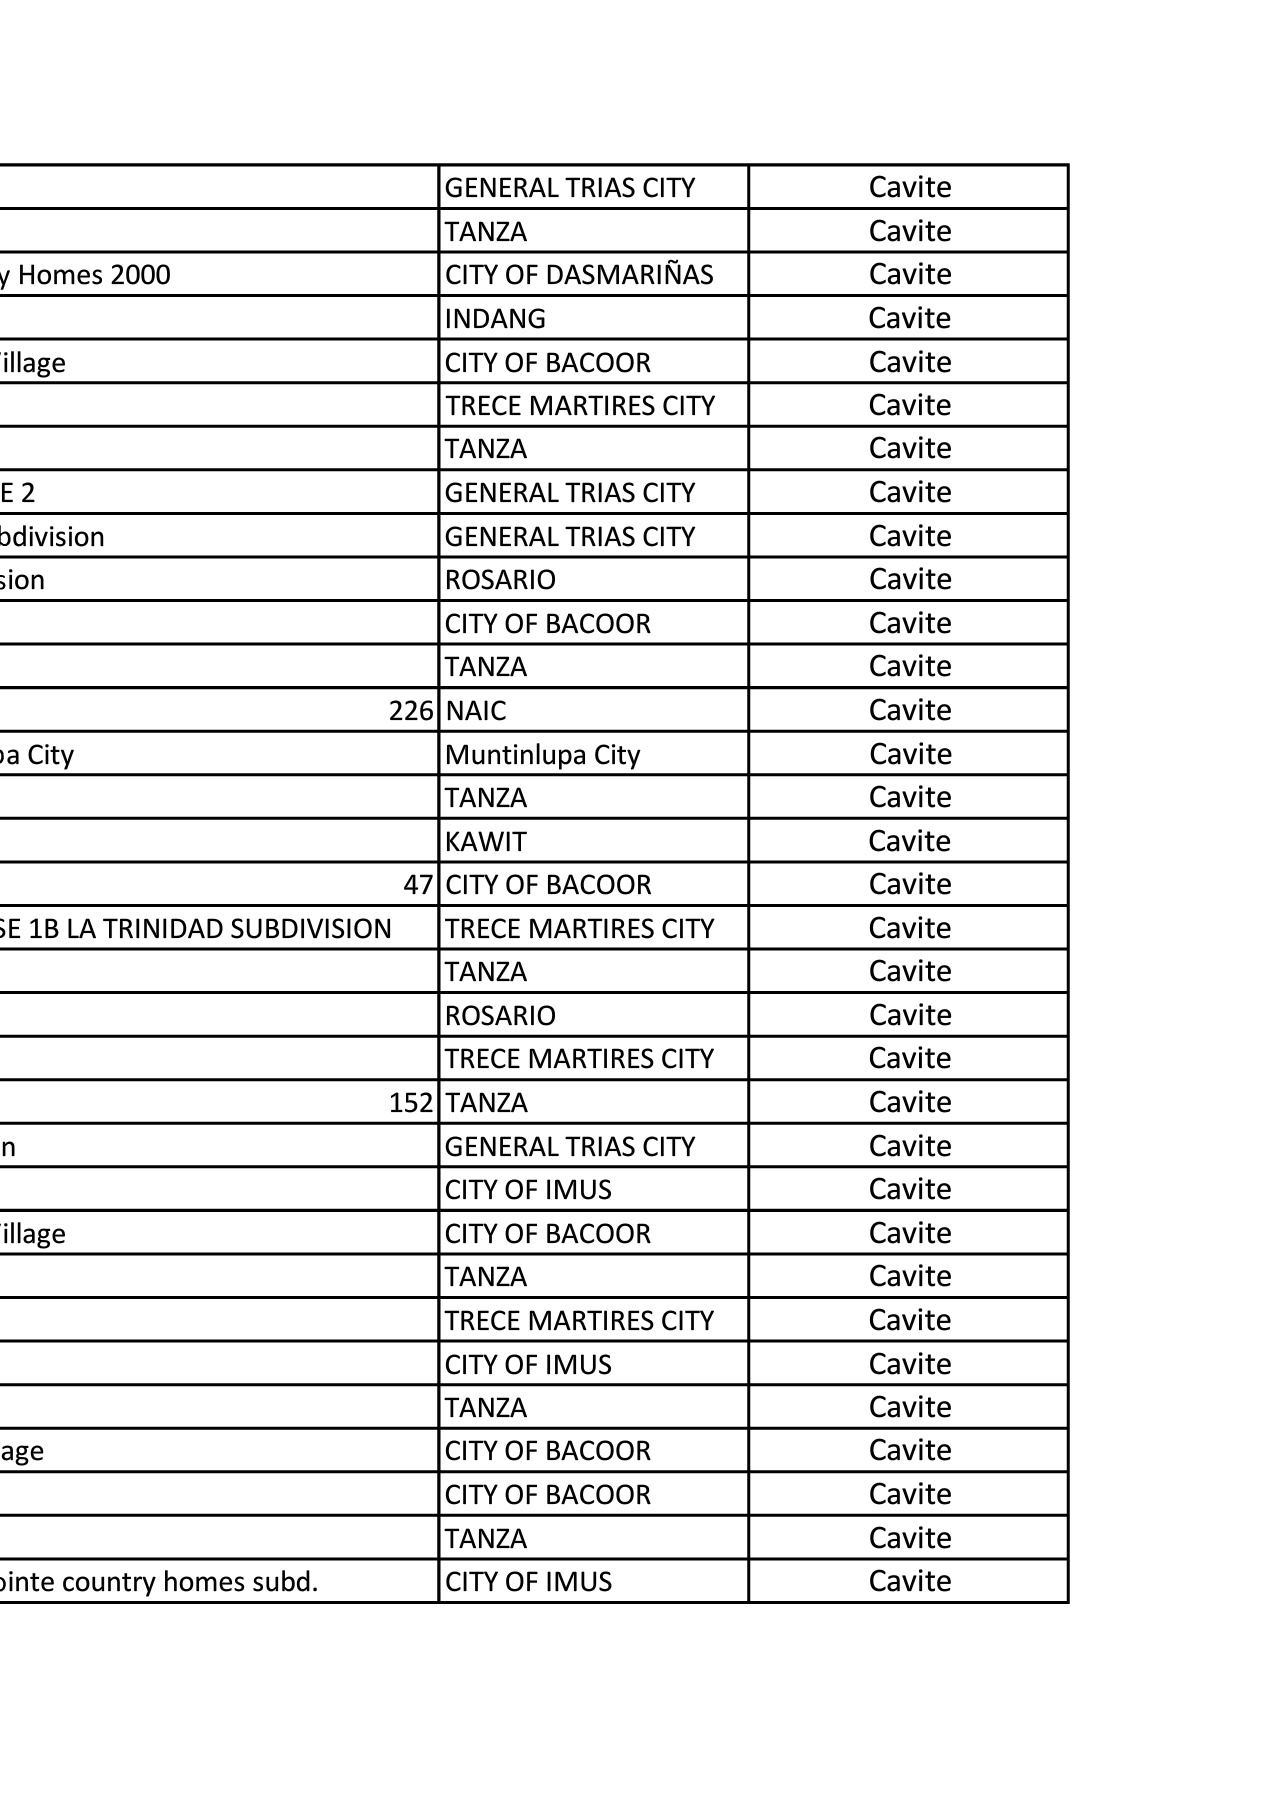 GENERAL TRIAS CITY Cavite
TANZA Cavite
y Homes 2000 CITY OF DASMARIÑAS Cavite
INDANG Cavite
illage CITY OF BACOOR Cavite
TRECE MARTIRES CITY Cavite
TANZA Cavite
E 2 GENERAL TRIAS CITY Cavite
bdivision GENERAL TRIAS CITY Cavite
sion ROSARIO Cavite
CITY OF BACOOR Cavite
TANZA Cavite
226 NAIC Cavite
pa City Muntinlupa City Cavite
TANZA Cavite
KAWIT Cavite
47 CITY OF BACOOR Cavite
SE 1B LA TRINIDAD SUBDIVISION TRECE MARTIRES CITY Cavite
TANZA Cavite
ROSARIO Cavite
TRECE MARTIRES CITY Cavite
152 TANZA Cavite
n GENERAL TRIAS CITY Cavite
CITY OF IMUS Cavite
illage CITY OF BACOOR Cavite
TANZA Cavite
TRECE MARTIRES CITY Cavite
CITY OF IMUS Cavite
TANZA Cavite
age CITY OF BACOOR Cavite
CITY OF BACOOR Cavite
TANZA Cavite
ointe country homes subd. CITY OF IMUS Cavite